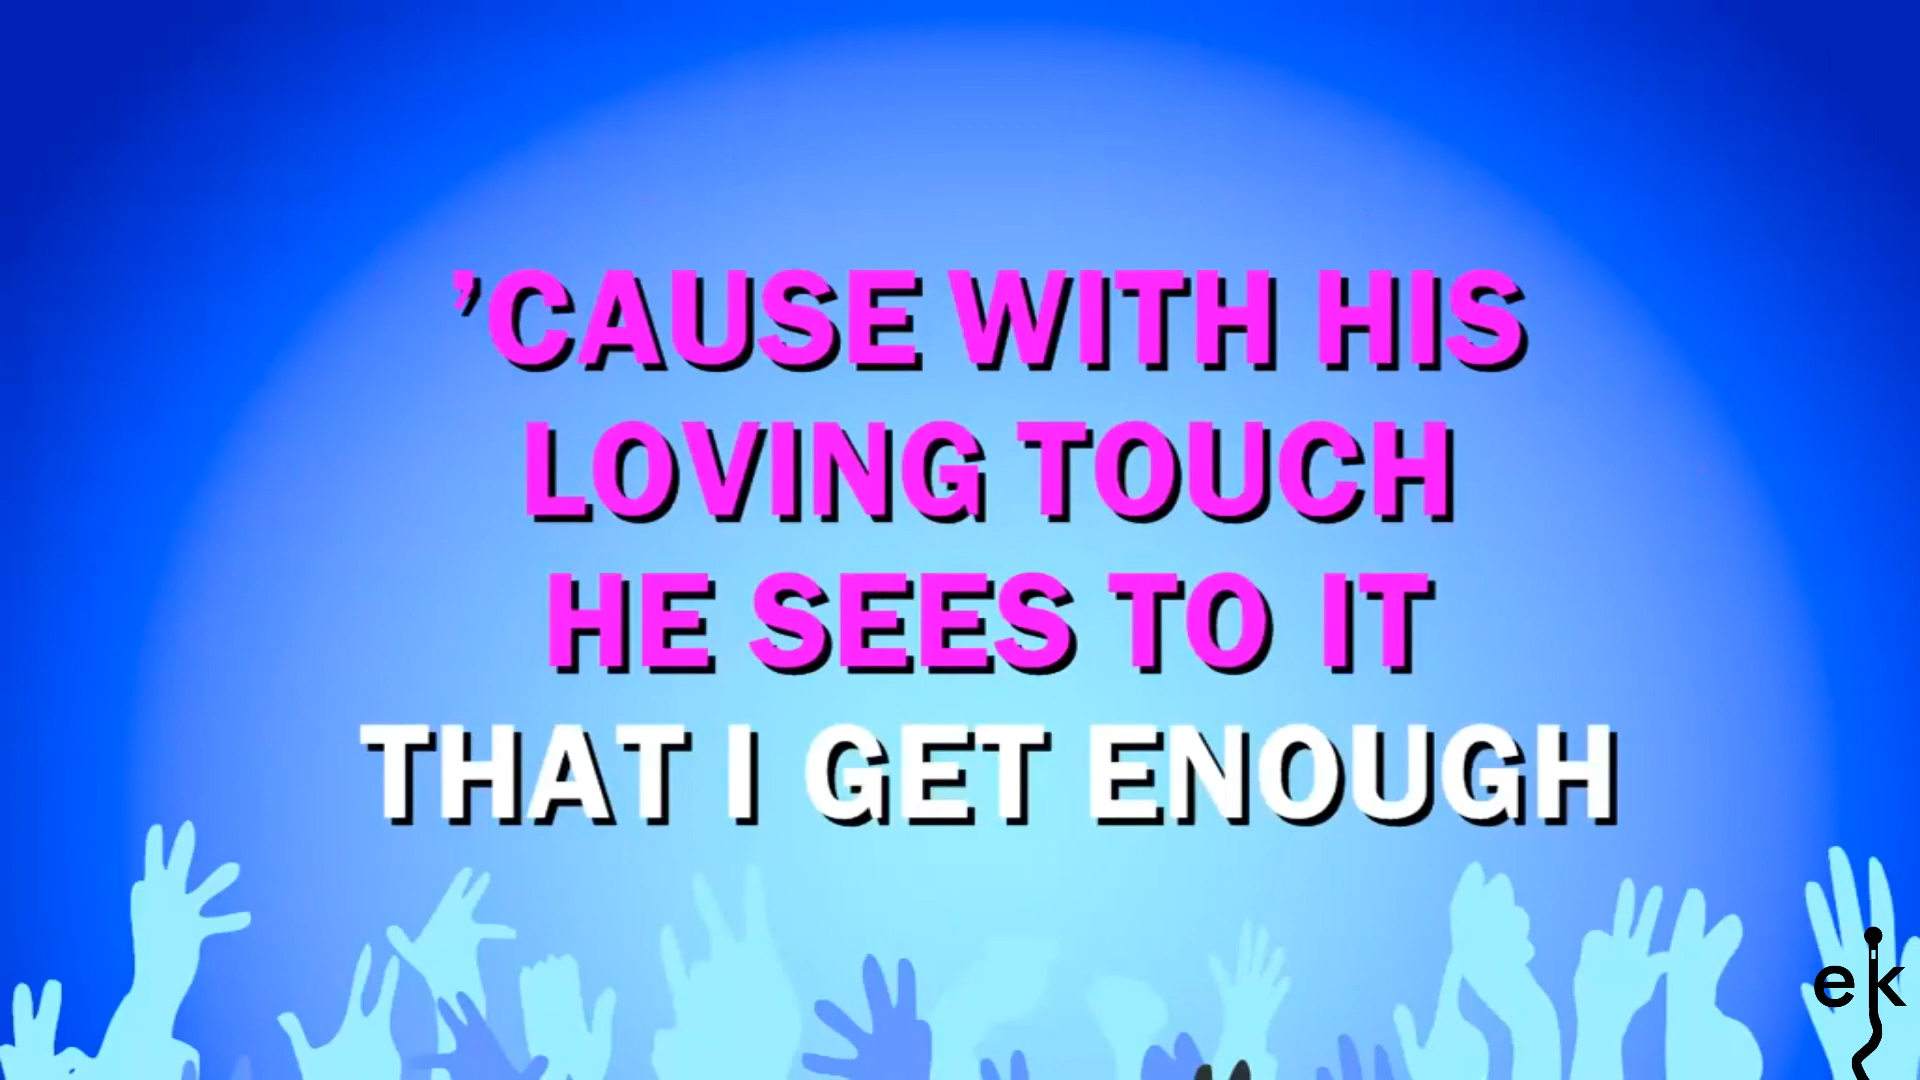 ’CAUSE WITH HIS
LOVING TOUCH
HE SEES TO IT
THAT I GET ENOUGH
ek